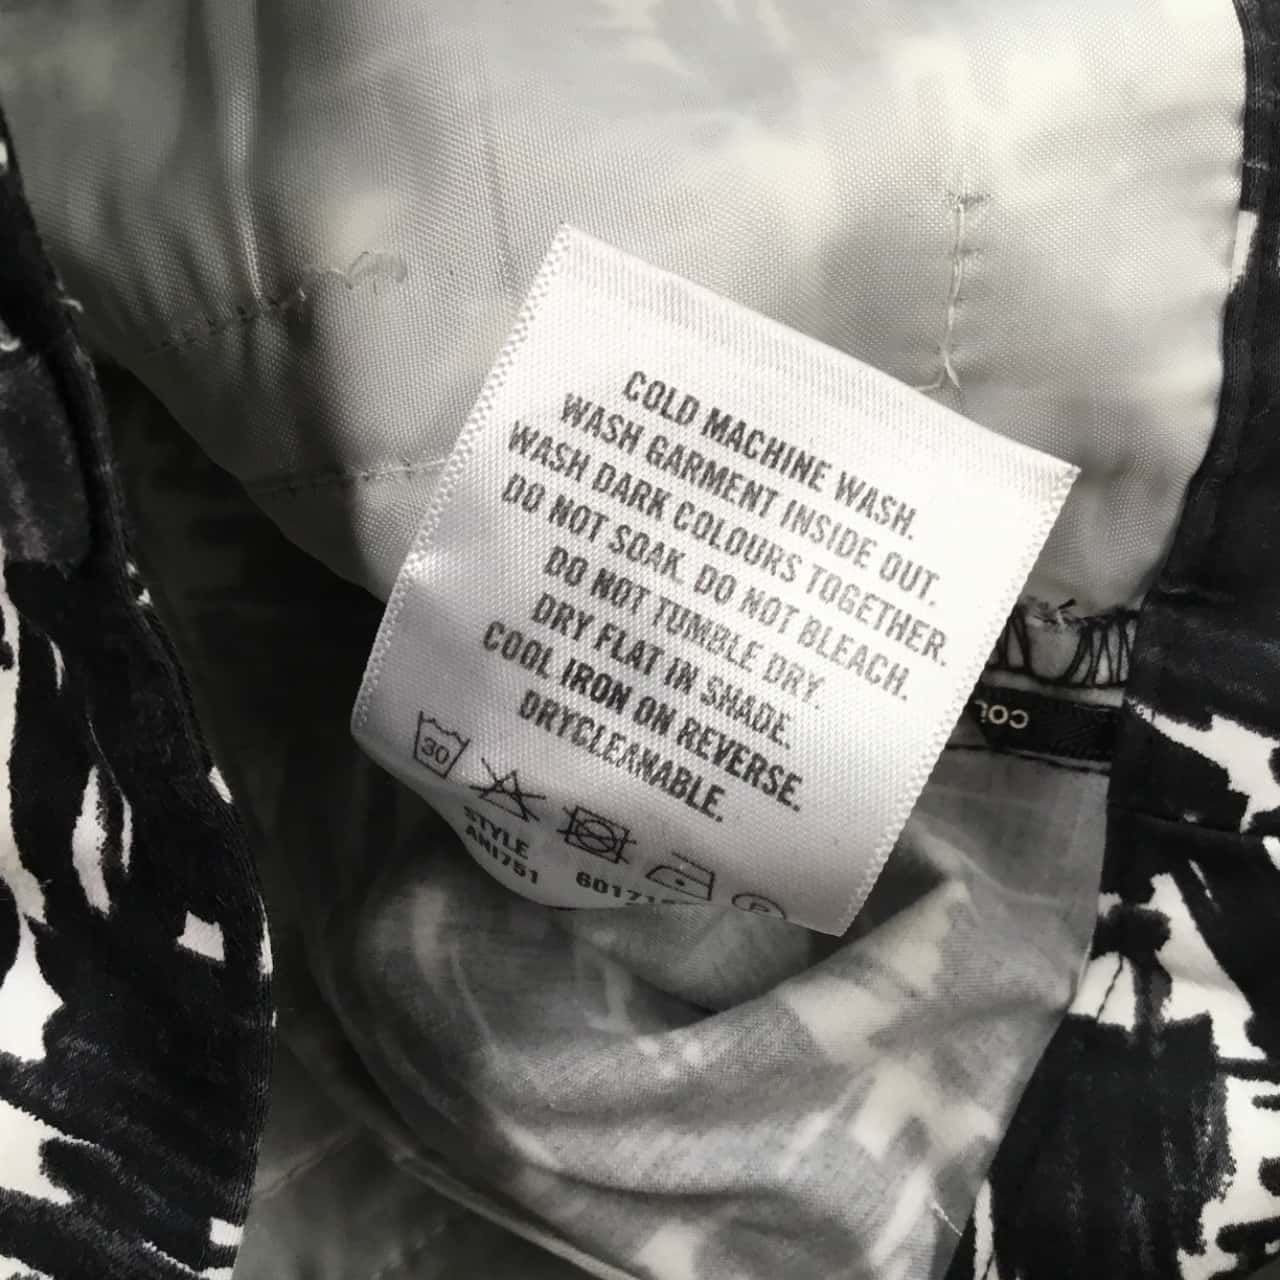 COLD MACHINE WASH.
WASH GARMENT INSIDE OUT.
WASH DARK COLOURS TOGETHER.
DO NOT SOAK. DO NOT BLEACH.
DO NOT TUMBLE DRY.
DRY FLAT IN SHADE.
COOL IRON ON REVERSE.
DRYCLEANABLE.
30
P
STYLE
ANI751